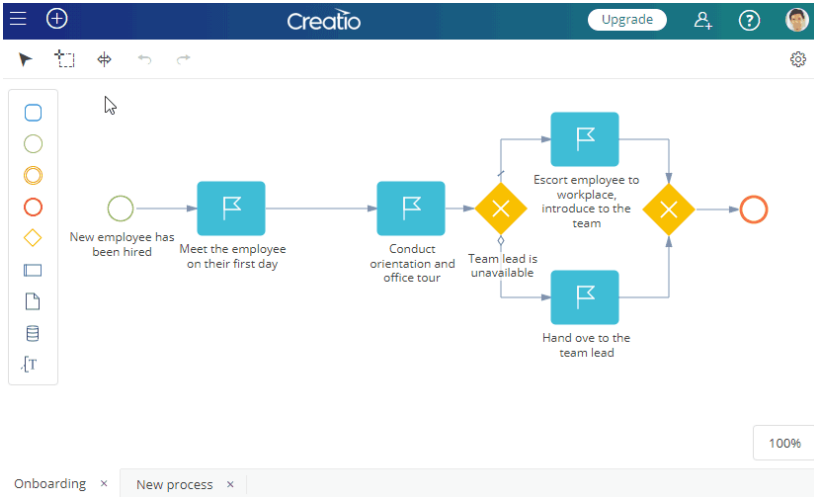 Creatio
Upgrade
?
New employee has
been hired
Meet the employee
on their first day
Conduct
orientation and
office tour
Team lead is
unavailable
Escort employee to
workplace,
introduce to the
team
Hand ove to the
team lead
T
100%
Onboarding ×
New process ×